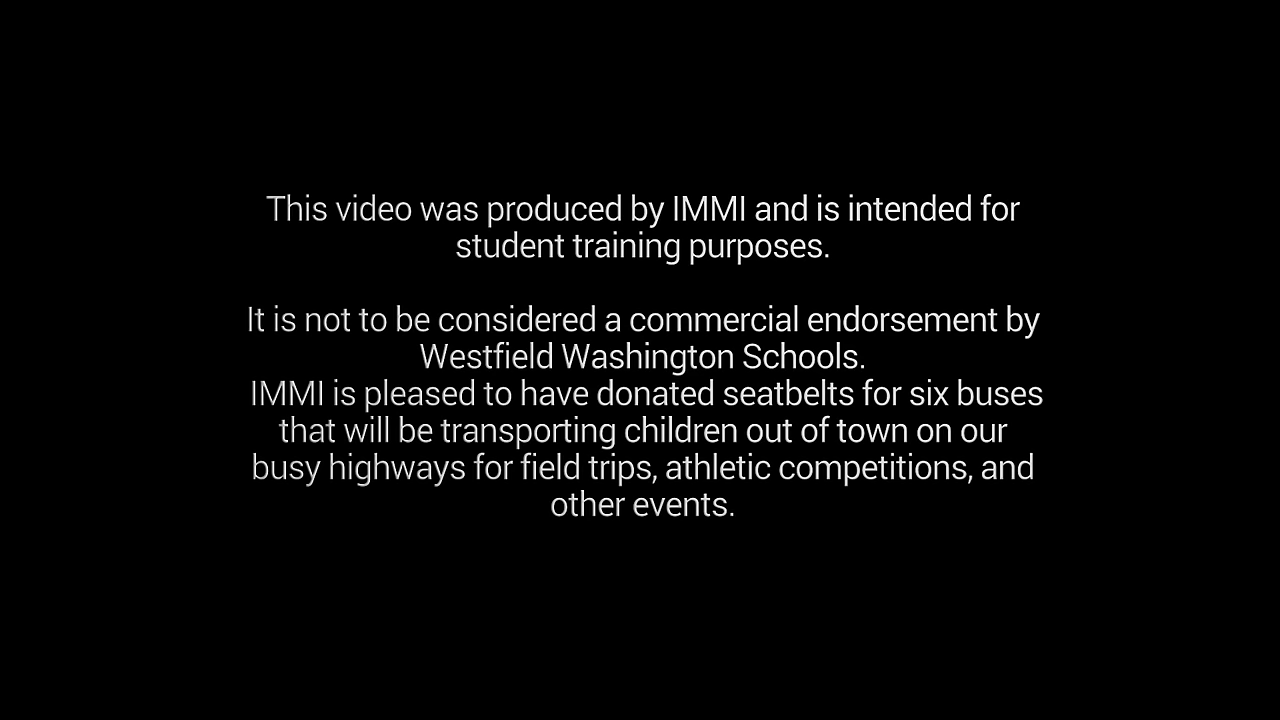 This video was produced by IMMI and is intended for
student training purposes.
It is not to be considered a commercial endorsement by
Westfield Washington Schools.
IMMI is pleased to have donated seatbelts for six buses
that will be transporting children out of town on our
busy highways for field trips, athletic competitions, and
other events.